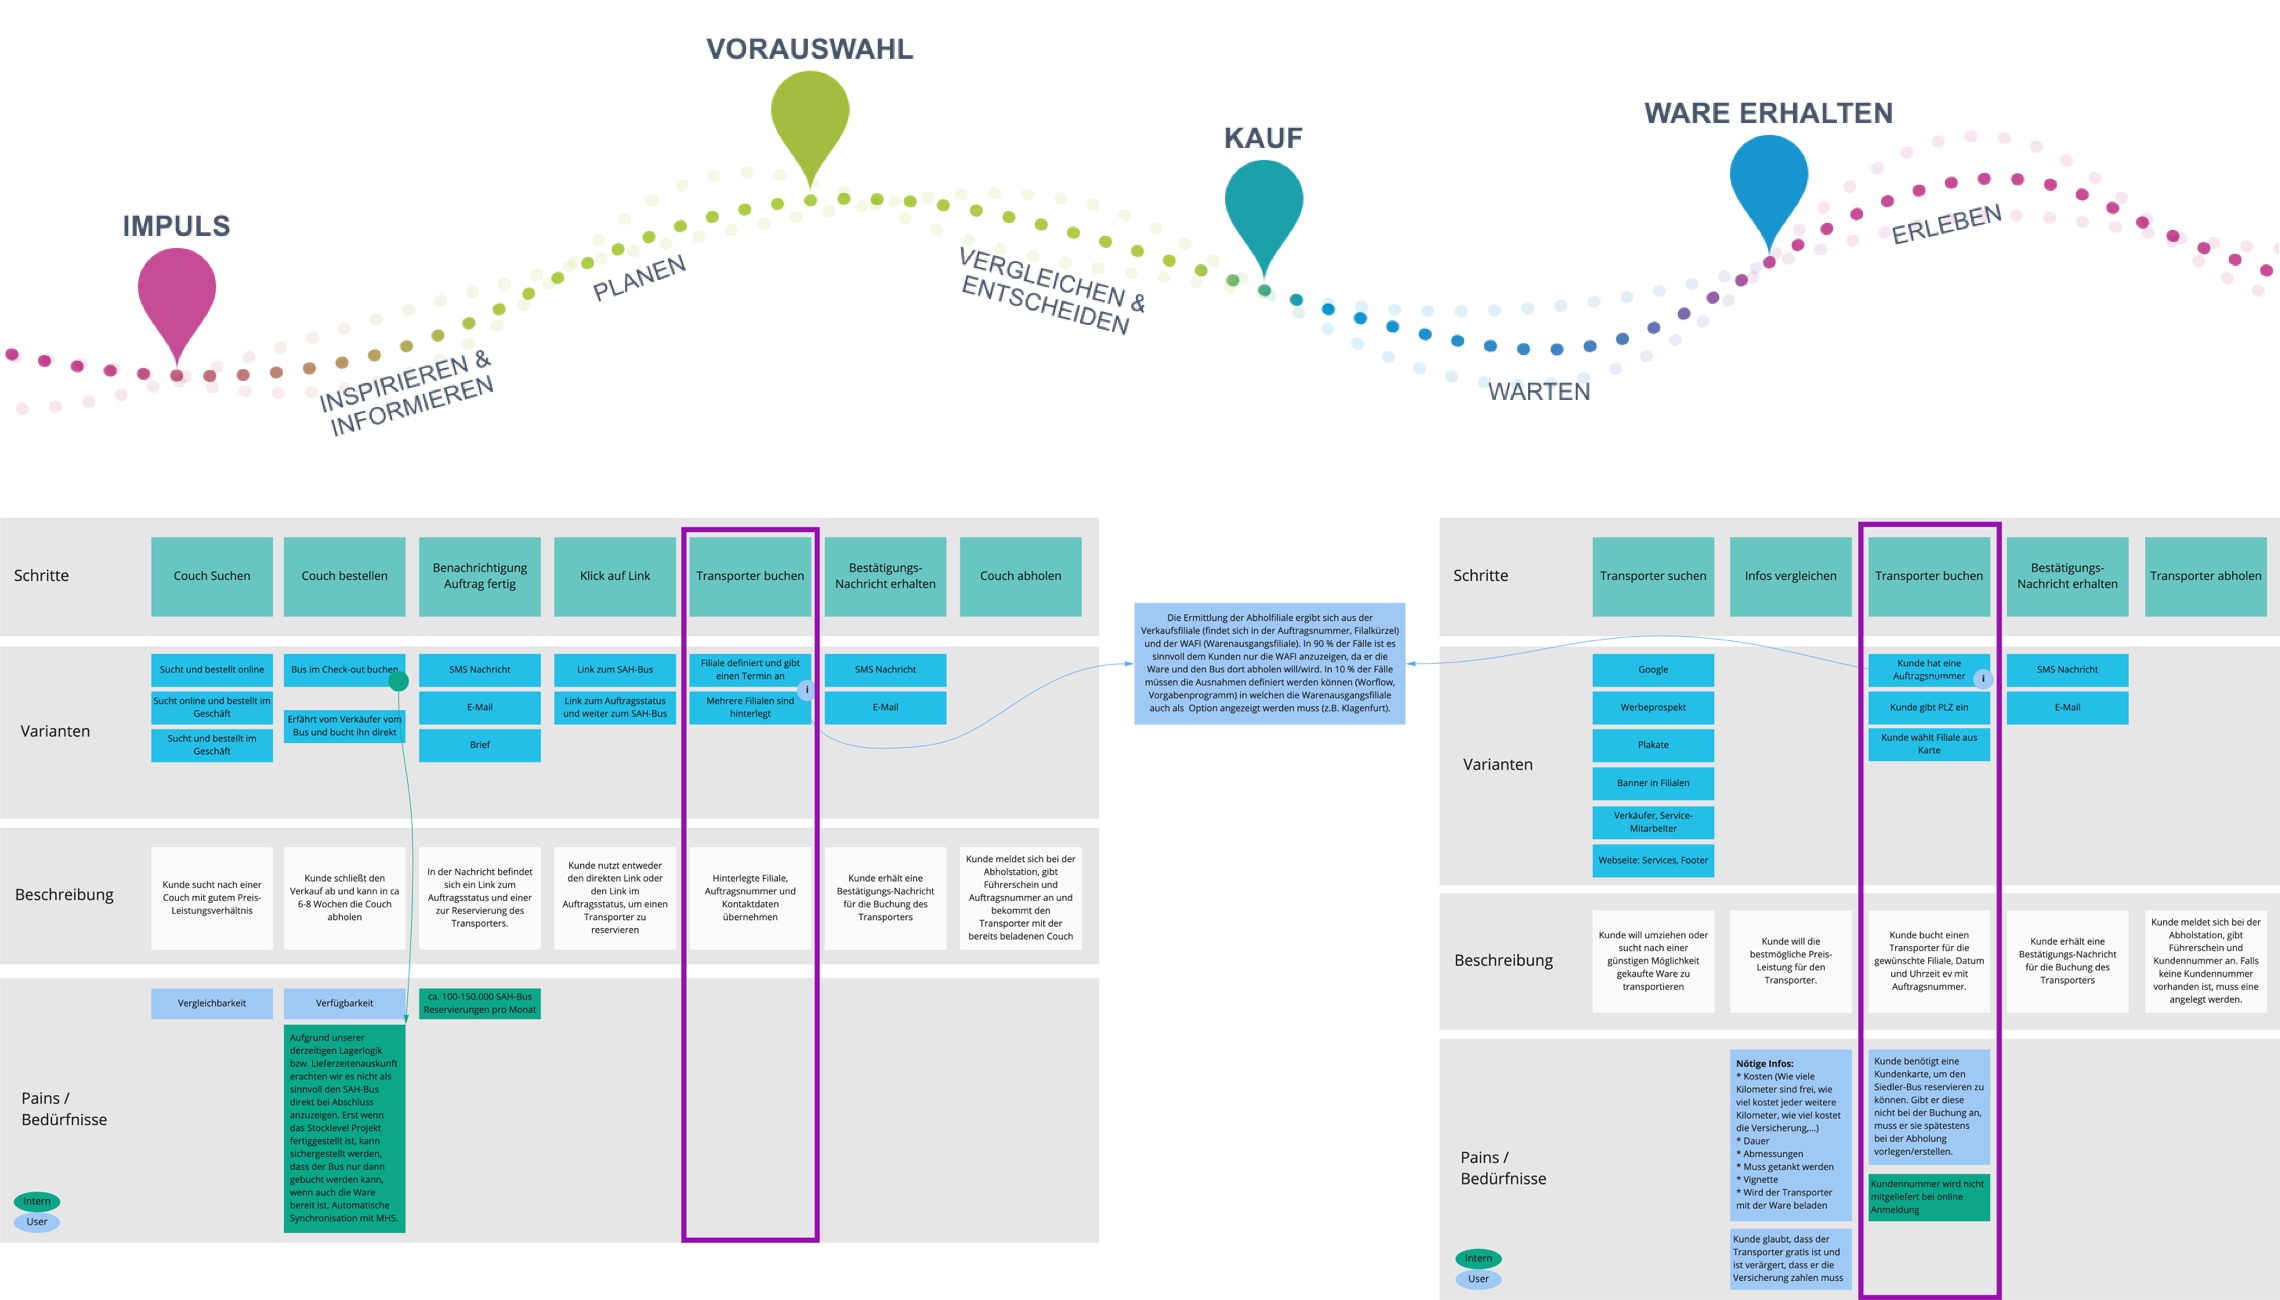 VORAUSWAHL
WARE ERHALTEN
KAUF
IMPULS
ERLEBEN
PLANEN
VERGLEICHEN &
ENTSCHEIDEN
INSPIRIEREN &
INFORMIEREN
WARTEN
Schritte
Couch Suchen
Couch bestellen
Benachrichtigung
Auftrag fertig
Klick auf Link
Transporter buchen
Bestätigungs-
Nachricht erhalten
Couch abholen
Varianten
Sucht und bestellt online
Sucht online und bestellt im
Geschäft
Sucht und bestellt im
Geschäft
Bus im Check-out buchen
Erfährt vom Verkäufer vom
Bus und bucht ihn direkt
SMS Nachricht
E-Mail
Brief
Link zum SAH-Bus
Link zum Auftragsstatus
und weiter zum SAH-Bus
Filiale definiert und gibt
einen Termin an
i
Mehrere Filialen sind
hinterlegt
SMS Nachricht
E-Mail
Beschreibung
Kunde sucht nach einer
Couch mit gutem Preis-
Leistungsverhältnis
Kunde schließt den
Verkauf ab und kann in ca
6-8 Wochen die Couch
abholen
In der Nachricht befindet
sich ein Link zum
Auftragsstatus und einer
zur Reservierung des
Transporters.
Kunde nutzt entweder
den direkten Link oder
den Link im
Auftragsstatus, um einen
Transporter zu
reservieren
Hinterlegte Filiale,
Auftragsnummer und
Kontaktdaten
übernehmen
Kunde erhält eine
Bestätigungs-Nachricht
für die Buchung des
Transporters
Kunde meldet sich bei der
Abholstation, gibt
Führerschein und
Auftragsnummer an und
bekommt den
Transporter mit der
bereits beladenen Couch
Pains /
Bedürfnisse
Vergleichbarkeit
Verfügbarkeit
ca. 100-150.000 SAH-Bus
Reservierungen pro Monat
Aufgrund unserer
derzeitigen Lagerlogik
bzw. Lieferzeitenauskunft
erachten wir es nicht als
sinnvoll den SAH-Bus
direkt bei Abschluss
anzuzeigen. Erst wenn
das Stocklevel Projekt
fertiggestellt ist, kann
sichergestellt werden,
dass der Bus nur dann
gebucht werden kann,
wenn auch die Ware
bereit ist. Automatische
Synchronisation mit MHS.
Intern
User
Die Ermittlung der Abholfiliale ergibt sich aus der
Verkaufsfiliale (findet sich in der Auftragsnummer, Filalkürzel)
und der WAFI (Warenausgangsfiliale). In 90 % der Fälle ist es
sinnvoll dem Kunden nur die WAFI anzuzeigen, da er die
Ware und den Bus dort abholen will/wird. In 10 % der Fälle
müssen die Ausnahmen definiert werden können (Worflow,
Vorgabenprogramm) in welchen die Warenausgangsfiliale
auch als Option angezeigt werden muss (z.B. Klagenfurt).
Schritte
Transporter suchen
Infos vergleichen
Transporter buchen
Bestätigungs-
Nachricht erhalten
Transporter abholen
Varianten
Google
Werbeprospekt
Plakate
Banner in Filialen
Verkäufer, Service-
Mitarbeiter
Webseite: Services, Footer
Kunde hat eine
Auftragsnummer
i
Kunde gibt PLZ ein
Kunde wählt Filiale aus
Karte
SMS Nachricht
E-Mail
Beschreibung
Kunde will umziehen oder
sucht nach einer
günstigen Möglichkeit
gekaufte Ware zu
transportieren
Kunde will die
bestmögliche Preis-
Leistung für den
Transporter.
Kunde bucht einen
Transporter für die
gewünschte Filiale, Datum
und Uhrzeit ev mit
Auftragsnummer.
Kunde erhält eine
Bestätigungs-Nachricht
für die Buchung des
Transporters
Kunde meldet sich bei der
Abholstation, gibt
Führerschein und
Kundennummer an. Falls
keine Kundennummer
vorhanden ist, muss eine
angelegt werden.
Pains /
Bedürfnisse
Nötige Infos:
* Kosten (Wie viele
Kilometer sind frei, wie
viel kostet jeder weitere
Kilometer, wie viel kostet
die Versicherung,...)
* Dauer
* Abmessungen
* Muss getankt werden
* Vignette
* Wird der Transporter
mit der Ware beladen
Kunde glaubt, dass der
Transporter gratis ist und
ist verärgert, dass er die
Versicherung zahlen muss
Kunde benötigt eine
Kundenkarte, um den
Siedler-Bus reservieren zu
können. Gibt er diese
nicht bei der Buchung an,
muss er sie spätestens
bei der Abholung
vorlegen/erstellen.
Kundennummer wird nicht
mitgeliefert bei online
Anmeldung
Intern
User